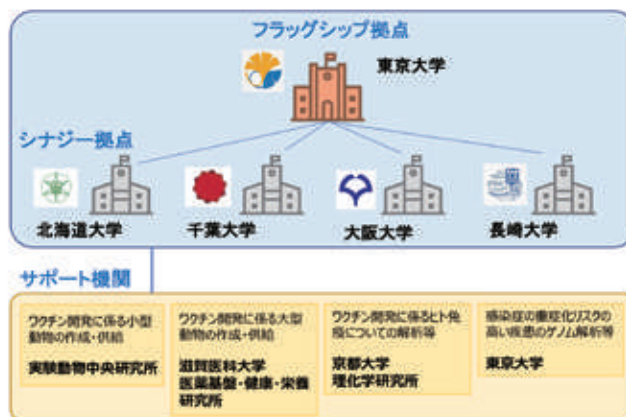 フラッグシップ拠点
東京大学
シナジー拠点
北海道大学
千葉大学
大阪大学
長崎大学
サポート機関
ワクチン開発に係る小型
動物の作成・供給
実験動物中央研究所
ワクチン開発に係る大型
動物の作成・供給
滋賀医科大学
医薬基盤・健康・栄養
研究所
ワクチン開発に係るヒト免
疫についての解析等
京都大学
理化学研究所
感染症の重症化リスクの
高い疾患のゲノム解析等
東京大学